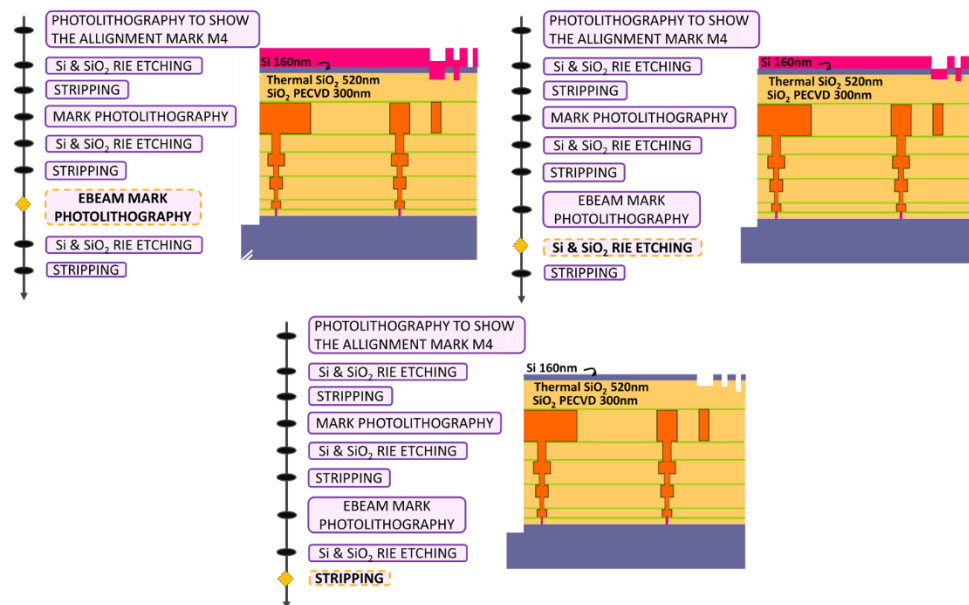 PHOTOLITHOGRAPHY TO SHOW
THE ALLIGNMENT MARK M4
Si & SiO₂ RIE ETCHING
STRIPPING
MARK PHOTOLITHOGRAPHY
Si & SiO₂ RIE ETCHING
STRIPPING
EBEAM MARK
PHOTOLITHOGRAPHY
Si & SiO₂ RIE ETCHING
STRIPPING
Si 160nm
Thermal SiO₂ 520nm
SiO₂ PECVD 300nm
PHOTOLITHOGRAPHY TO SHOW
THE ALLIGNMENT MARK M4
Si & SiO₂ RIE ETCHING
STRIPPING
MARK PHOTOLITHOGRAPHY
Si & SiO₂ RIE ETCHING
STRIPPING
EBEAM MARK
PHOTOLITHOGRAPHY
Si & SiO₂ RIE ETCHING
STRIPPING
Si 160nm
Thermal SiO₂ 520nm
SiO₂ PECVD 300nm
PHOTOLITHOGRAPHY TO SHOW
THE ALLIGNMENT MARK M4
Si & SiO₂ RIE ETCHING
STRIPPING
MARK PHOTOLITHOGRAPHY
Si & SiO₂ RIE ETCHING
STRIPPING
EBEAM MARK
PHOTOLITHOGRAPHY
Si & SiO₂ RIE ETCHING
STRIPPING
Si 160nm
Thermal SiO₂ 520nm
SiO₂ PECVD 300nm